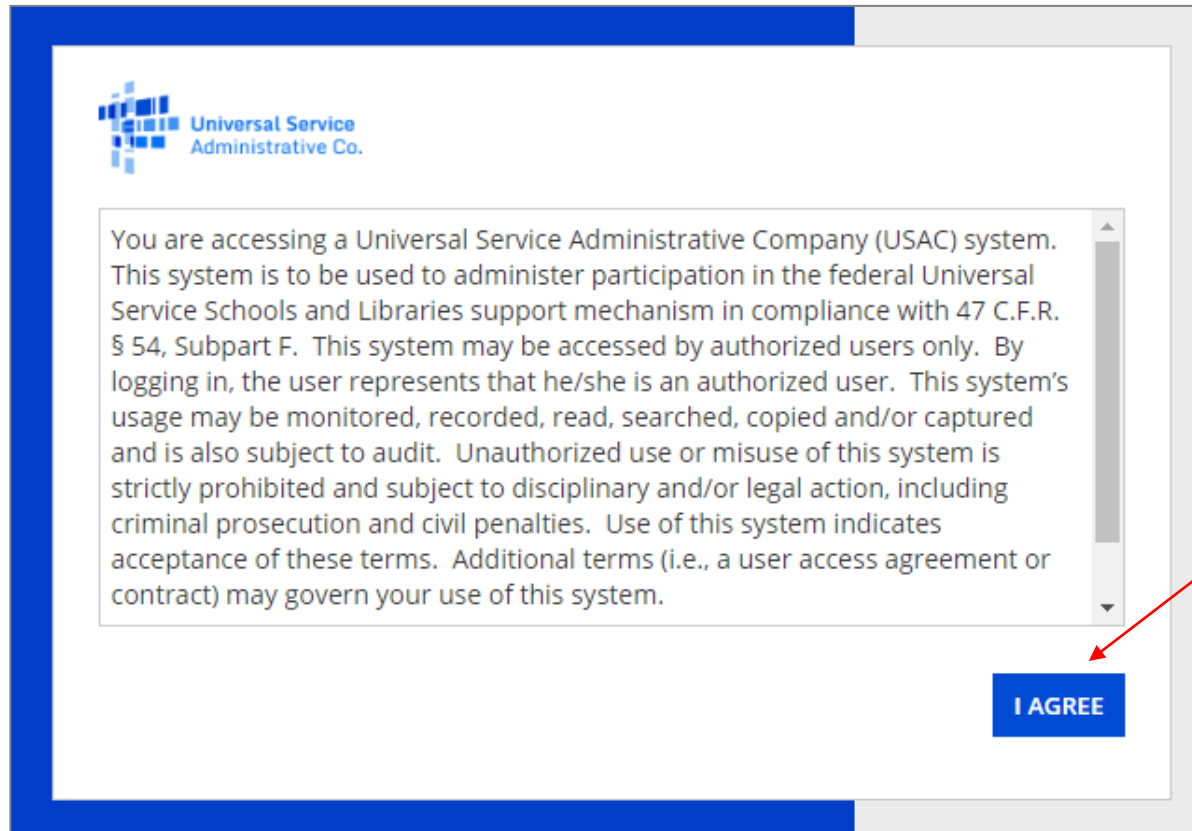 Universal Service
Administrative Co.
You are accessing a Universal Service Administrative Company (USAC) system.
This system is to be used to administer participation in the federal Universal
Service Schools and Libraries support mechanism in compliance with 47 C.F.R.
§ 54, Subpart F.  This system may be accessed by authorized users only.  By
logging in, the user represents that he/she is an authorized user.  This system’s
usage may be monitored, recorded, read, searched, copied and/or captured
and is also subject to audit.  Unauthorized use or misuse of this system is
strictly prohibited and subject to disciplinary and/or legal action, including
criminal prosecution and civil penalties.  Use of this system indicates
acceptance of these terms.  Additional terms (i.e., a user access agreement or
contract) may govern your use of this system.
I AGREE